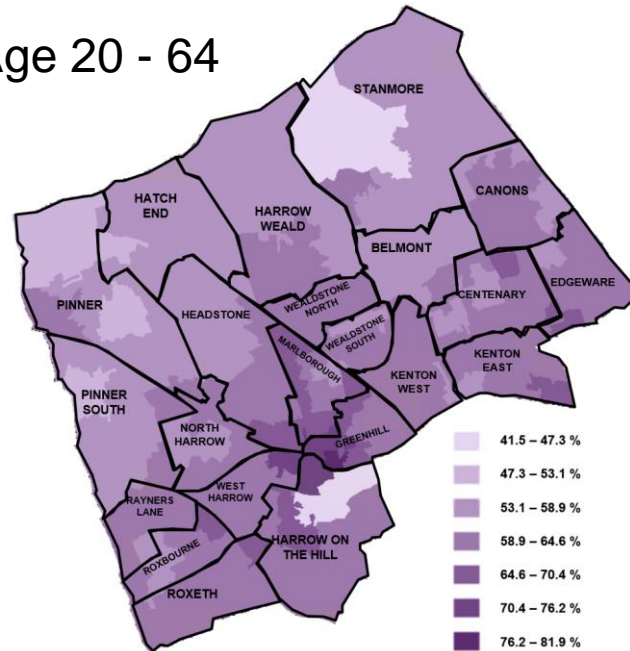 Age 20 - 64
STANMORE
CANONS
HATCH
END
HARROW
WEALD
BELMONT
EDGEWARE
CENTENARY
PINNER
HEADSTONE
WEALDSTONE
NORTH
WEALDSTONE
SOUTH
MARLBOROUGH
KENTON
EAST
KENTON
WEST
PINNER
SOUTH
NORTH
HARROW
GREENHILL
WEST
HARROW
RAYNERS
LANE
ROXBOURNE
HARROW ON
THE HILL
ROXETH
41.5 – 47.3 %
47.3 – 53.1 %
53.1 – 58.9 %
58.9 – 64.6 %
64.6 – 70.4 %
70.4 – 76.2 %
76.2 – 81.9 %